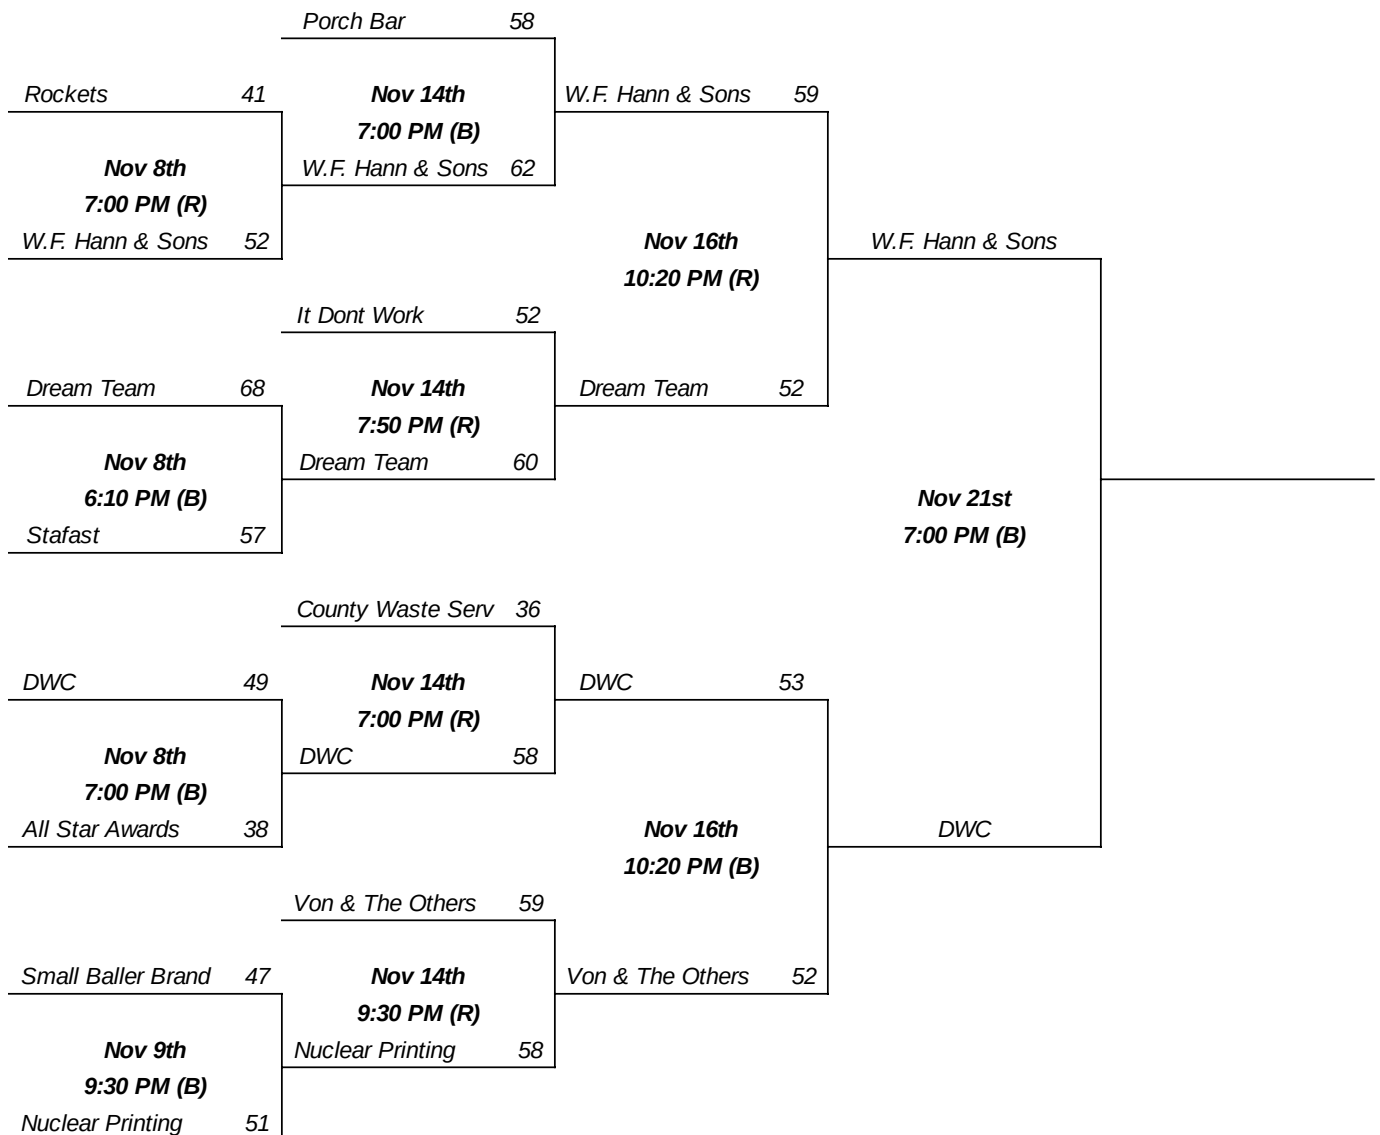 Porch Bar 58
Rockets 41 Nov 14th W.F. Hann & Sons 59
7:00 PM (B)
Nov 8th W.F. Hann & Sons 62
7:00 PM (R)
W.F. Hann & Sons 52 Nov 16th W.F. Hann & Sons
10:20 PM (R)
It Dont Work 52
Dream Team 68 Nov 14th Dream Team 52
7:50 PM (R)
Nov 8th Dream Team 60
6:10 PM (B) Nov 21st
Stafast 57 7:00 PM (B)
County Waste Serv 36
DWC 49 Nov 14th DWC 53
7:00 PM (R)
Nov 8th DWC 58
7:00 PM (B)
All Star Awards 38 Nov 16th DWC
10:20 PM (B)
Von & The Others 59
Small Baller Brand 47 Nov 14th Von & The Others 52
9:30 PM (R)
Nov 9th Nuclear Printing 58
9:30 PM (B)
Nuclear Printing 51